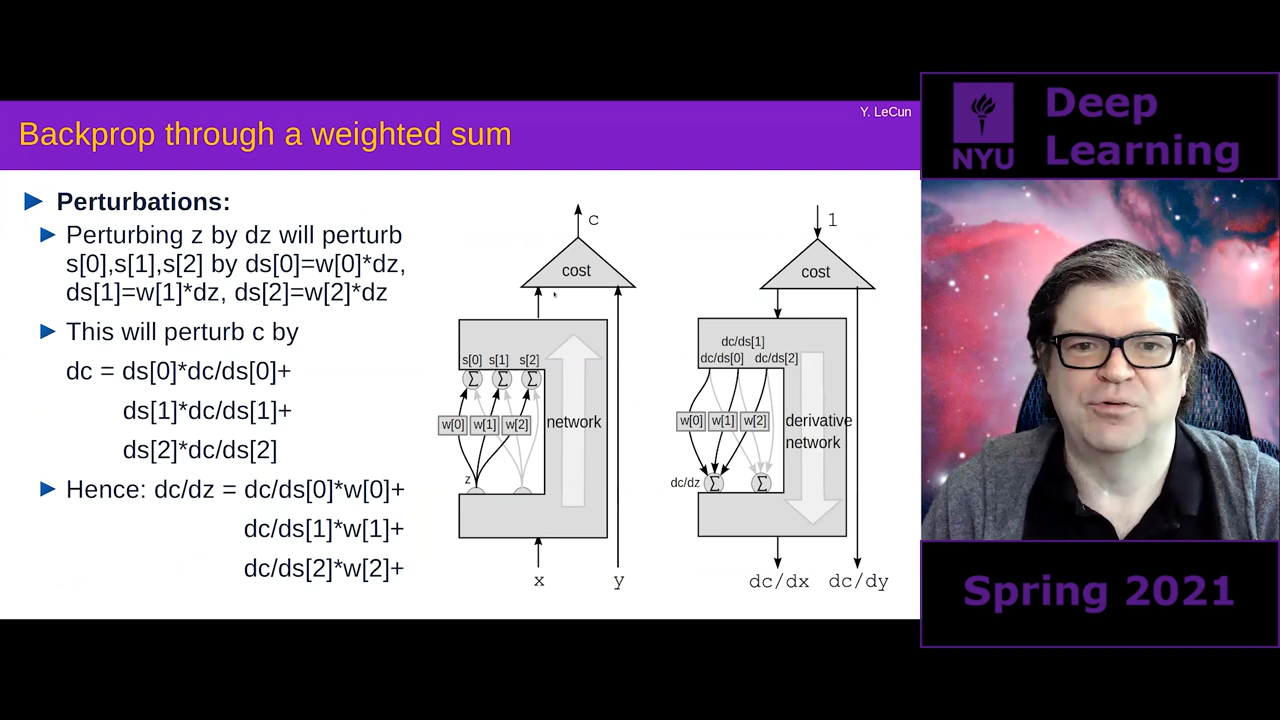 Y. LeCun
Backprop through a weighted sum
Perturbations:
Perturbing z by dz will perturb
s[0],s[1],s[2] by ds[0]=w[0]*dz,
ds[1]=w[1]*dz, ds[2]=w[2]*dz
This will perturb c by
dc = ds[0]*dc/ds[0]+
ds[1]*dc/ds[1]+
ds[2]*dc/ds[2]
Hence: dc/dz = dc/ds[0]*w[0]+
dc/ds[1]*w[1]+
dc/ds[2]*w[2]+
c
cost
s[0] s[1] s[2]
Σ Σ Σ
w[0] w[1] w[2]
network
z
x
y
1
cost
dc/ds[1]
dc/ds[0] dc/ds[2]
w[0] w[1] w[2]
derivative
network
dc/dz Σ Σ
dc/dx dc/dy
NYU
Deep
Learning
Spring 2021